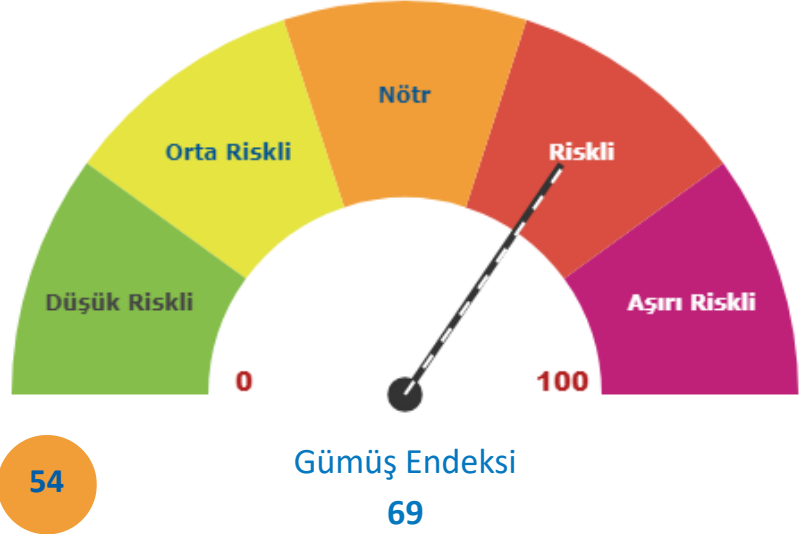 Nötr
Orta Riskli
Riskli
Düşük Riskli
Aşırı Riskli
0
100
54
Gümüş Endeksi
69